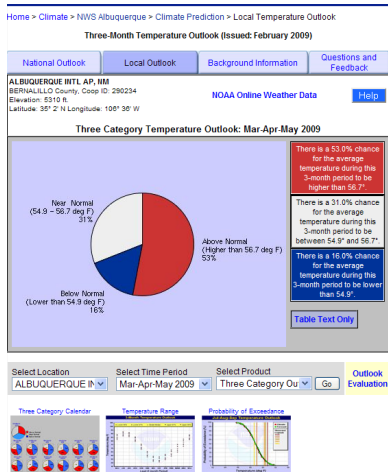 Home > Climate > NWS Albuquerque > Climate Prediction > Local Temperature Outlook
Three-Month Temperature Outlook (Issued: February 2009)
National Outlook
Local Outlook
Background Information
Questions and
Feedback
ALBUQUERQUE INTL AP, NM
BERNALILLO County, Coop ID: 290234
Elevation: 5310 ft.
Latitude: 35° 2' N Longitude: 106° 36' W
NOAA Online Weather Data
Help
Three Category Temperature Outlook: Mar-Apr-May 2009
Near Normal
(54.9 - 56.7 deg F)
31%
Above Normal
(Higher than 56.7 deg F)
53%
Below Normal
(Lower than 54.9 deg F)
16%
There is a 53.0% chance
for the average
temperature during this
3-month period to be
higher than 56.7°.
There is a 31.0% chance
for the average
temperature during this
3-month period to be
between 54.9° and 56.7°.
There is a 16.0% chance
for the average
temperature during this
3-month period to be lower
than 54.9°.
Table Text Only
Select Location
Select Time Period
Select Product
ALBUQUERQUE IN
Mar-Apr-May 2009
Three Category Ou
Go
Outlook
Evaluation
Three Category Calendar
Temperature Range
Probability of Exceedance